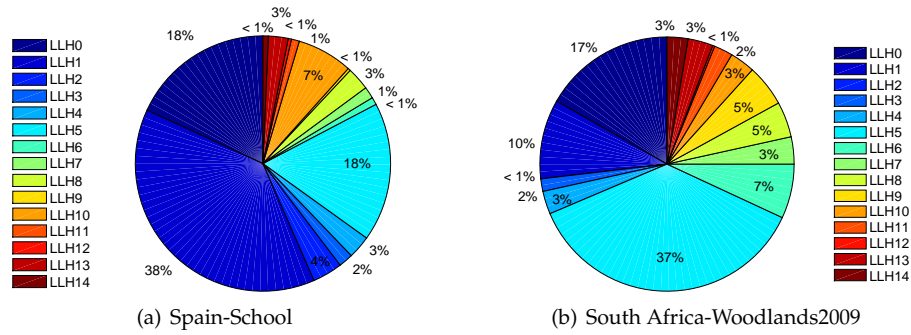 LLH0
LLH1
LLH2
LLH3
LLH4
LLH5
LLH6
LLH7
LLH8
LLH9
LLH10
LLH11
LLH12
LLH13
LLH14
18%
< 1%
3%
< 1%
1%
7%
< 1%
3%
1%
< 1%
18%
3%
2%
4%
38%
(a) Spain-School
17%
3%
3%
< 1%
2%
3%
5%
5%
3%
7%
37%
3%
2%
< 1%
10%
LLH0
LLH1
LLH2
LLH3
LLH4
LLH5
LLH6
LLH7
LLH8
LLH9
LLH10
LLH11
LLH12
LLH13
LLH14
(b) South Africa-Woodlands2009